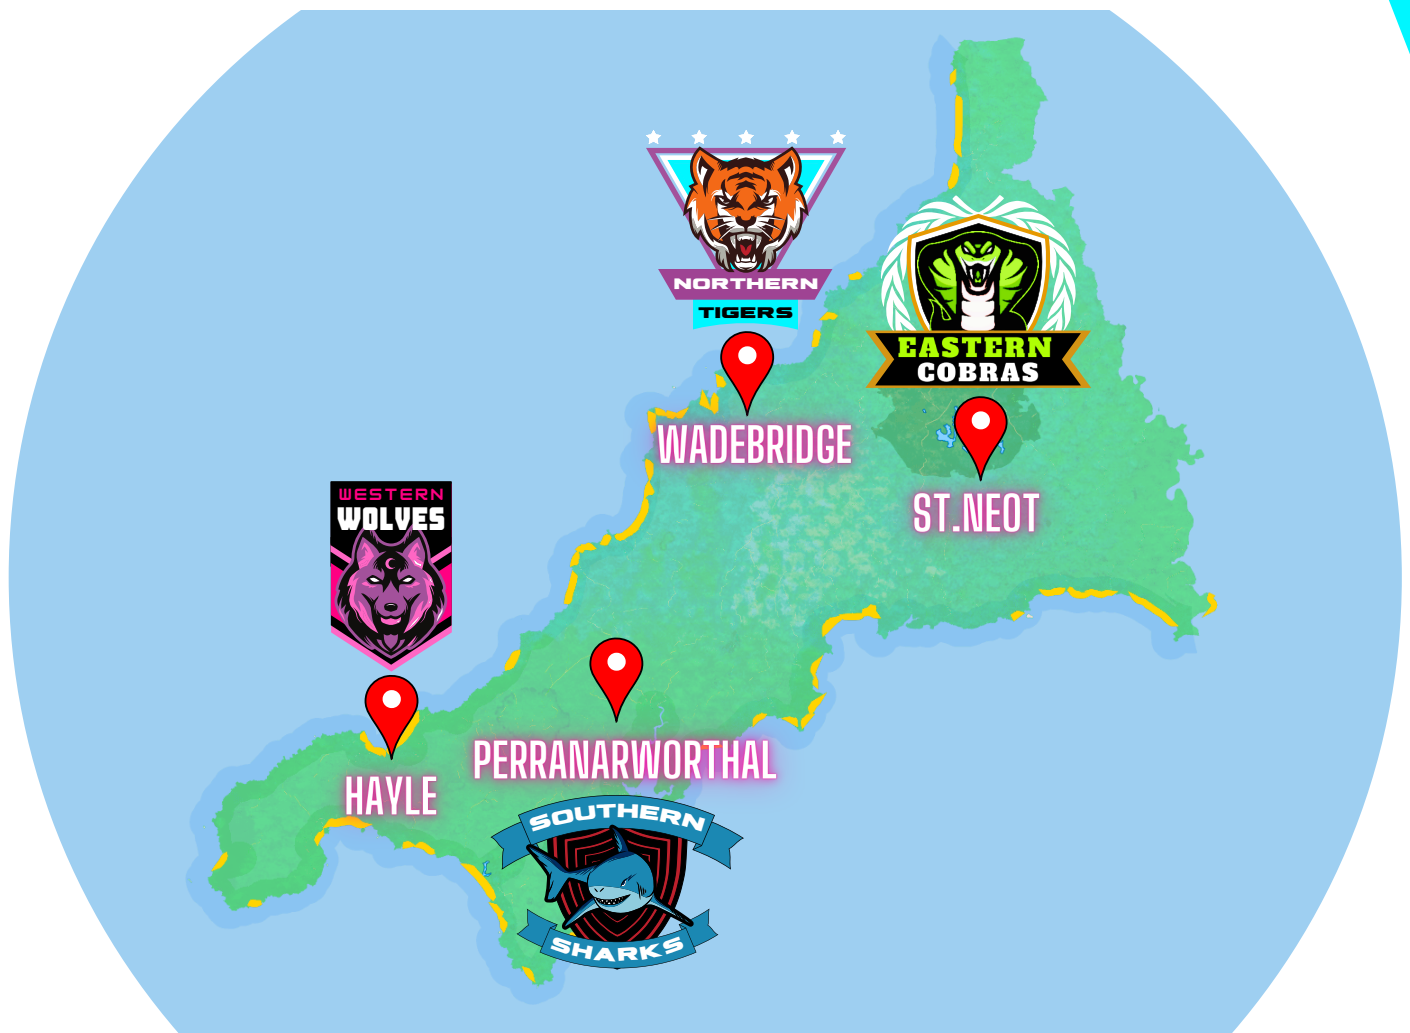 NORTHERN
TIGERS
WADEBRIDGE
EASTERN
COBRAS
ST.NEOT
WESTERN
WOLVES
HAYLE
PERRANARWORTHAL
SOUTHERN
SHARKS